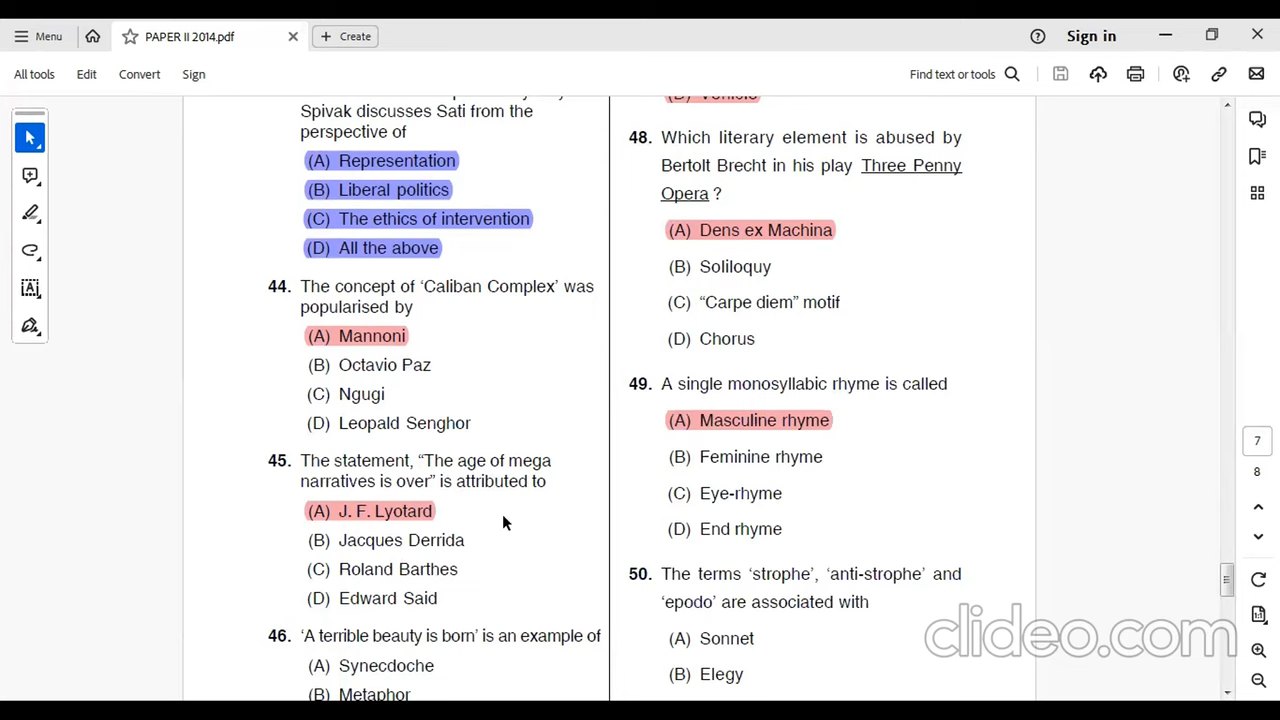 Menu
PAPER II 2014.pdf
Create
Sign in
All tools
Edit
Convert
Sign
Find text or tools
Spivak discusses Sati from the
perspective of
(A) Representation
(B) Liberal politics
(C) The ethics of intervention
(D) All the above
44. The concept of ‘Caliban Complex’ was
popularised by
(A) Mannoni
(B) Octavio Paz
(C) Ngugi
(D) Leopald Senghor
45. The statement, “The age of mega
narratives is over” is attributed to
(A) J. F. Lyotard
(B) Jacques Derrida
(C) Roland Barthes
(D) Edward Said
46. ‘A terrible beauty is born’ is an example of
(A) Synecdoche
(B) Metaphor
(D) Vehicle
48. Which literary element is abused by
Bertolt Brecht in his play Three Penny
Opera ?
(A) Dens ex Machina
(B) Soliloquy
(C) “Carpe diem” motif
(D) Chorus
49. A single monosyllabic rhyme is called
(A) Masculine rhyme
(B) Feminine rhyme
(C) Eye-rhyme
(D) End rhyme
50. The terms ‘strophe’, ‘anti-strophe’ and
‘epodo’ are associated with
(A) Sonnet
(B) Elegy
7
8
clideo.com